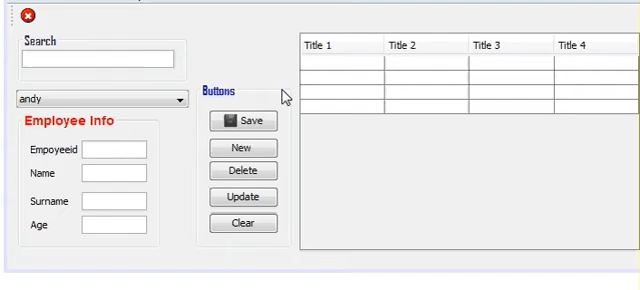 Search
andy
Employee Info
Empoyeeid
Name
Surname
Age
Buttons
Save
New
Delete
Update
Clear
Title 1 Title 2 Title 3 Title 4